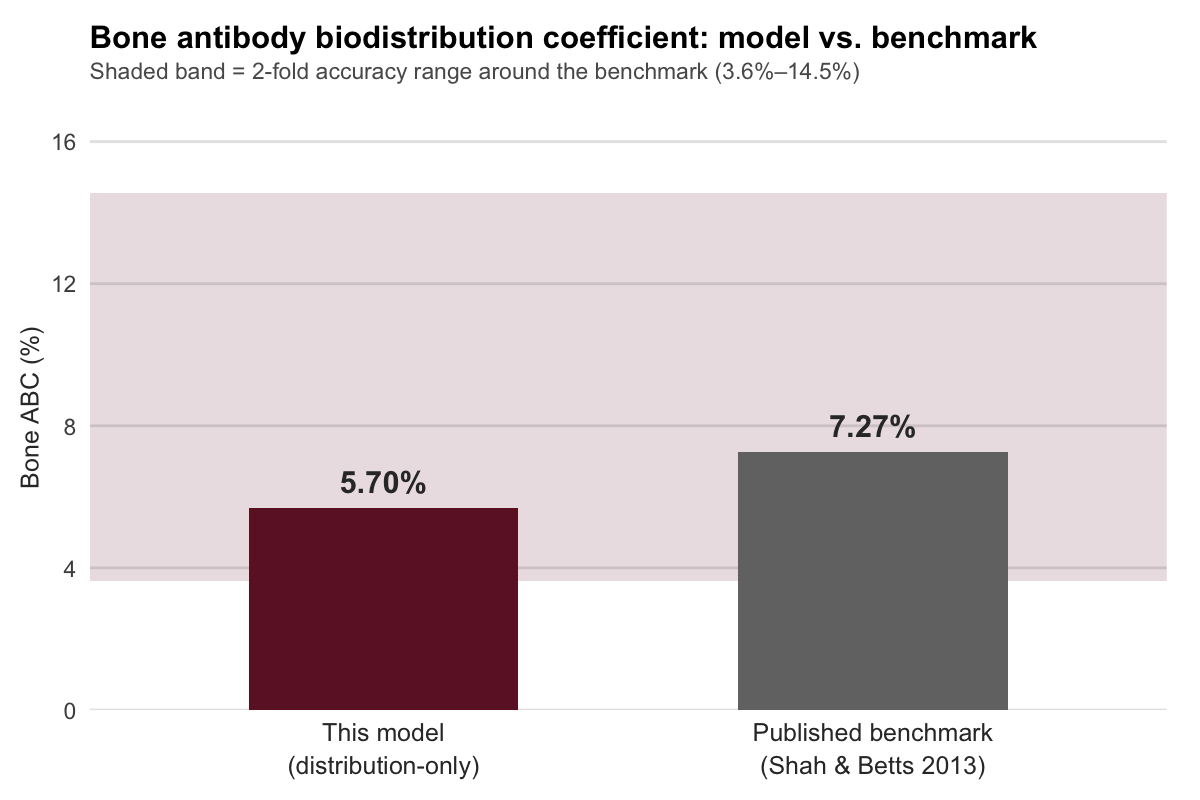 Bone antibody biodistribution coefficient: model vs. benchmark
Shaded band = 2-fold accuracy range around the benchmark (3.6%–14.5%)
16
12
8
4
0
Bone ABC (%)
5.70%
7.27%
This model
(distribution-only)
Published benchmark
(Shah & Betts 2013)